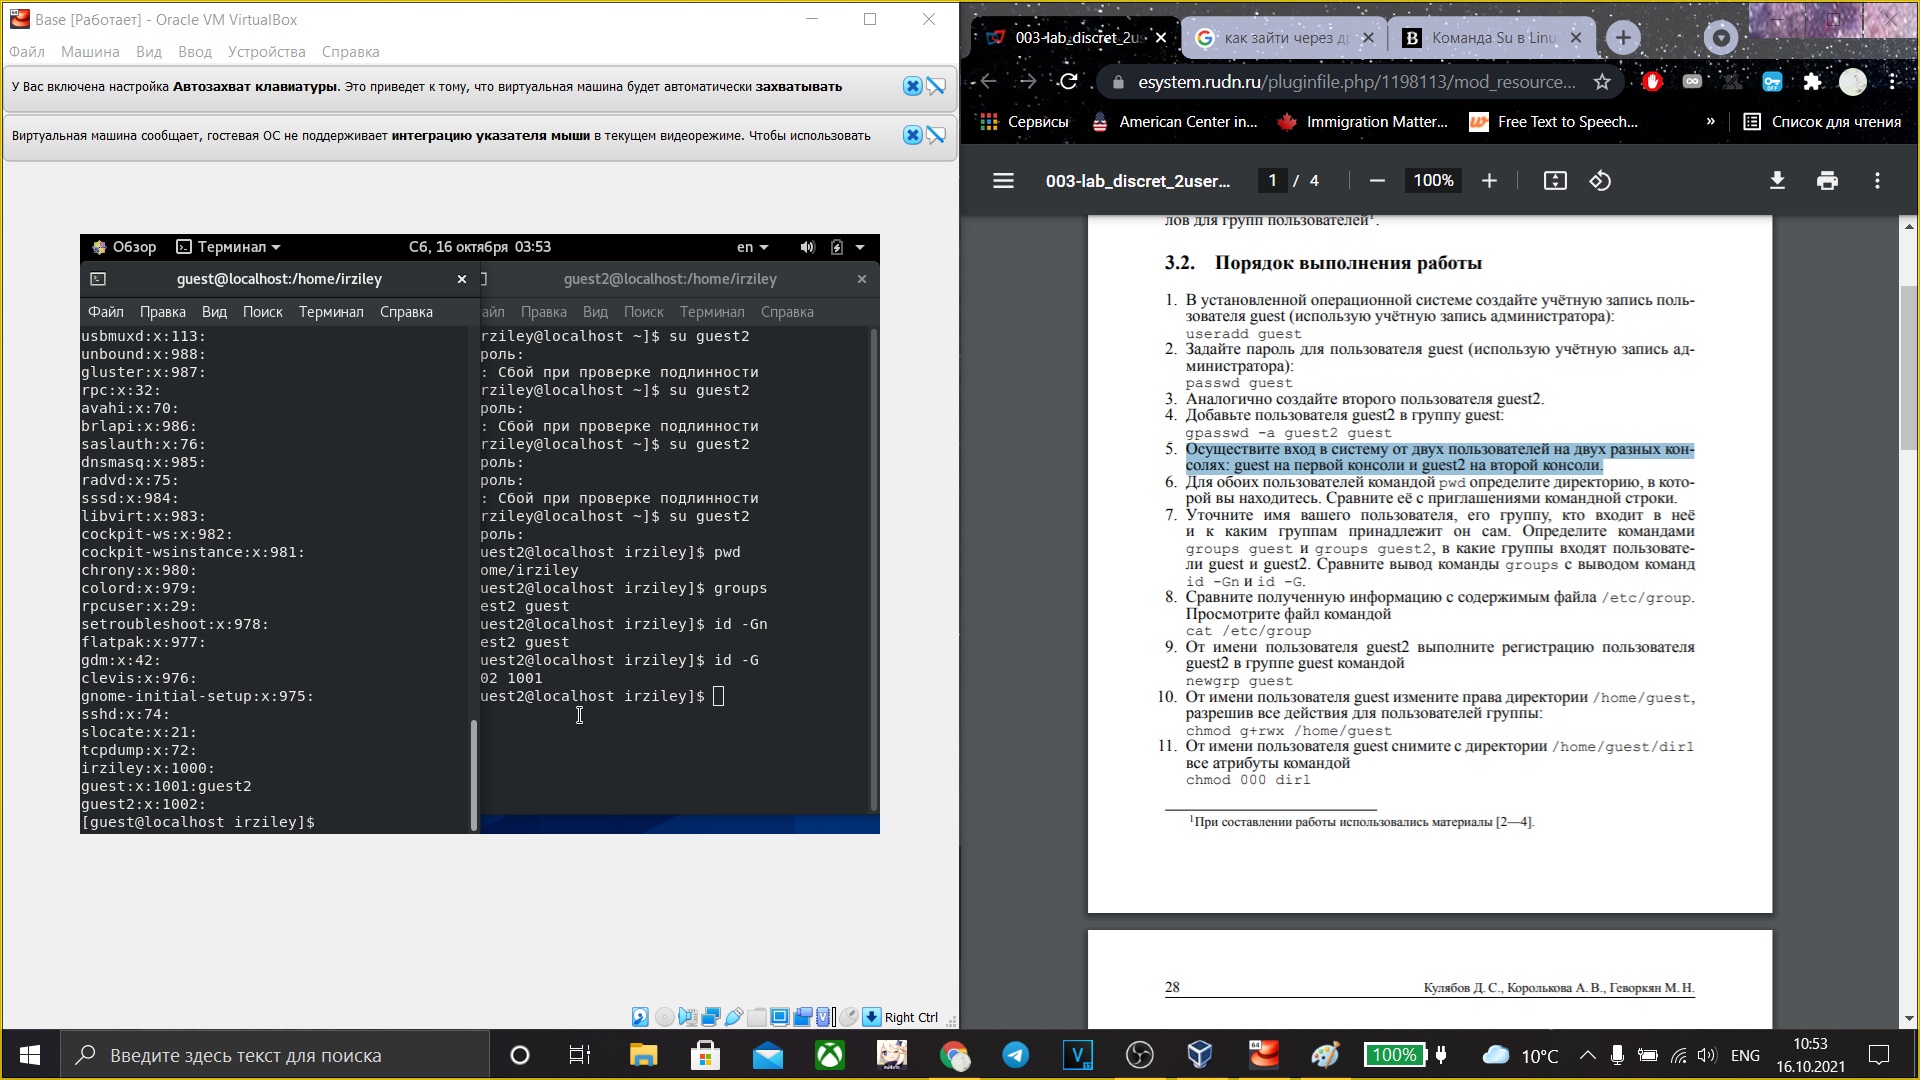 Base [Работает] - Oracle VM VirtualBox
Файл Машина Вид Ввод Устройства Справка
У Вас включена настройка Автозахват клавиатуры. Это приведет к тому, что виртуальная машина будет автоматически захватывать
Виртуальная машина сообщает, гостевая ОС не поддерживает интеграцию указателя мыши в текущем видеорежиме. Чтобы использовать
Обзор Терминал Сб, 16 октября 03:53 en
guest@localhost:/home/irziley
Файл Правка Вид Поиск Терминал Справка
usbmuxd:x:113:
unbound:x:988:
gluster:x:987:
rpc:x:32:
avahi:x:70:
brlapi:x:986:
saslauth:x:76:
dnsmasq:x:985:
radvd:x:75:
sssd:x:984:
libvirt:x:983:
cockpit-ws:x:982:
cockpit-wsinstance:x:981:
chrony:x:980:
colord:x:979:
rpcuser:x:29:
setroubleshoot:x:978:
flatpak:x:977:
gdm:x:42:
clevis:x:976:
gnome-initial-setup:x:975:
sshd:x:74:
slocate:x:21:
tcpdump:x:72:
irziley:x:1000:
guest:x:1001:guest2
guest2:x:1002:
[guest@localhost irziley]$
guest2@localhost:/home/irziley
айл Правка Вид Поиск Терминал Справка
rziley@localhost ~]$ su guest2
роль:
: Сбой при проверке подлинности
rziley@localhost ~]$ su guest2
роль:
: Сбой при проверке подлинности
rziley@localhost ~]$ su guest2
роль:
роль:
: Сбой при проверке подлинности
rziley@localhost ~]$ su guest2
роль:
uest2@localhost irziley]$ pwd
ome/irziley
uest2@localhost irziley]$ groups
est2 guest
uest2@localhost irziley]$ id -Gn
est2 guest
uest2@localhost irziley]$ id -G
02 1001
uest2@localhost irziley]$
Right Ctrl
003-lab_discret_2us
как зайти через др
Команда Su в Linu
esystem.rudn.ru/pluginfile.php/1198113/mod_resource...
Сервисы American Center in... Immigration Matter... Free Text to Speech... » Список для чтения
003-lab_discret_2user... 1 / 4 100%
лов для групп пользователей¹.
3.2. Порядок выполнения работы
1. В установленной операционной системе создайте учётную запись поль-
зователя guest (использую учётную запись администратора):
useradd guest
2. Задайте пароль для пользователя guest (использую учётную запись ад-
министратора):
passwd guest
3. Аналогично создайте второго пользователя guest2.
4. Добавьте пользователя guest2 в группу guest:
gpasswd -a guest2 guest
5. Осуществите вход в систему от двух пользователей на двух разных кон-
солях: guest на первой консоли и guest2 на второй консоли.
6. Для обоих пользователей командой pwd определите директорию, в кото-
рой вы находитесь. Сравните её с приглашениями командной строки.
7. Уточните имя вашего пользователя, его группу, кто входит в неё
и к каким группам принадлежит он сам. Определите командами
groups guest и groups guest2, в какие группы входят пользовате-
ли guest и guest2. Сравните вывод команды groups с выводом команд
id -Gn и id -G.
8. Сравните полученную информацию с содержимым файла /etc/group.
Просмотрите файл командой
cat /etc/group
9. От имени пользователя guest2 выполните регистрацию пользователя
guest2 в группе guest командой
newgrp guest
10. От имени пользователя guest измените права директории /home/guest,
разрешив все действия для пользователей группы:
chmod g+rwx /home/guest
11. От имени пользователя guest снимите с директории /home/guest/dir1
все атрибуты командой
chmod 000 dir1
¹При составлении работы использовались материалы [2—4].
28 Кулябов Д. С., Королькова А. В., Геворкян М. Н.
Введите здесь текст для поиска
100% 10°C ENG 10:53
16.10.2021